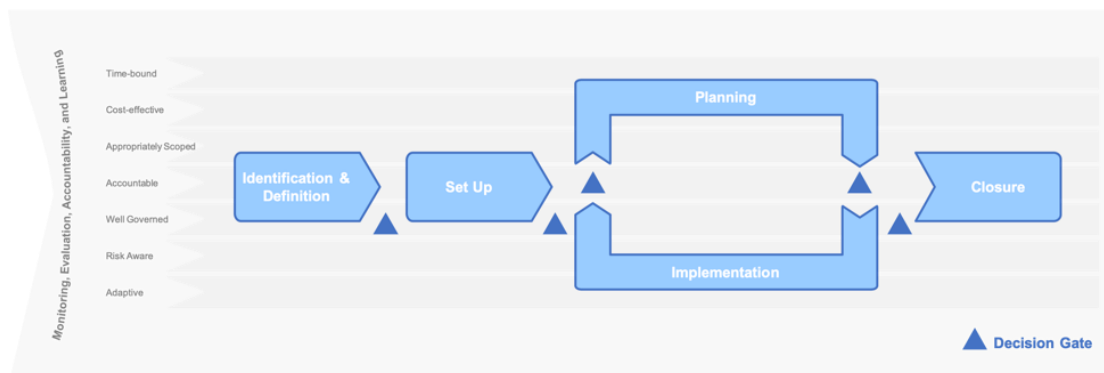 Monitoring, Evaluation, Accountability, and Learning
Time-bound
Cost-effective
Appropriately Scoped
Accountable
Well Governed
Risk Aware
Adaptive
Identification &
Definition
Set Up
Planning
Implementation
Closure
Decision Gate